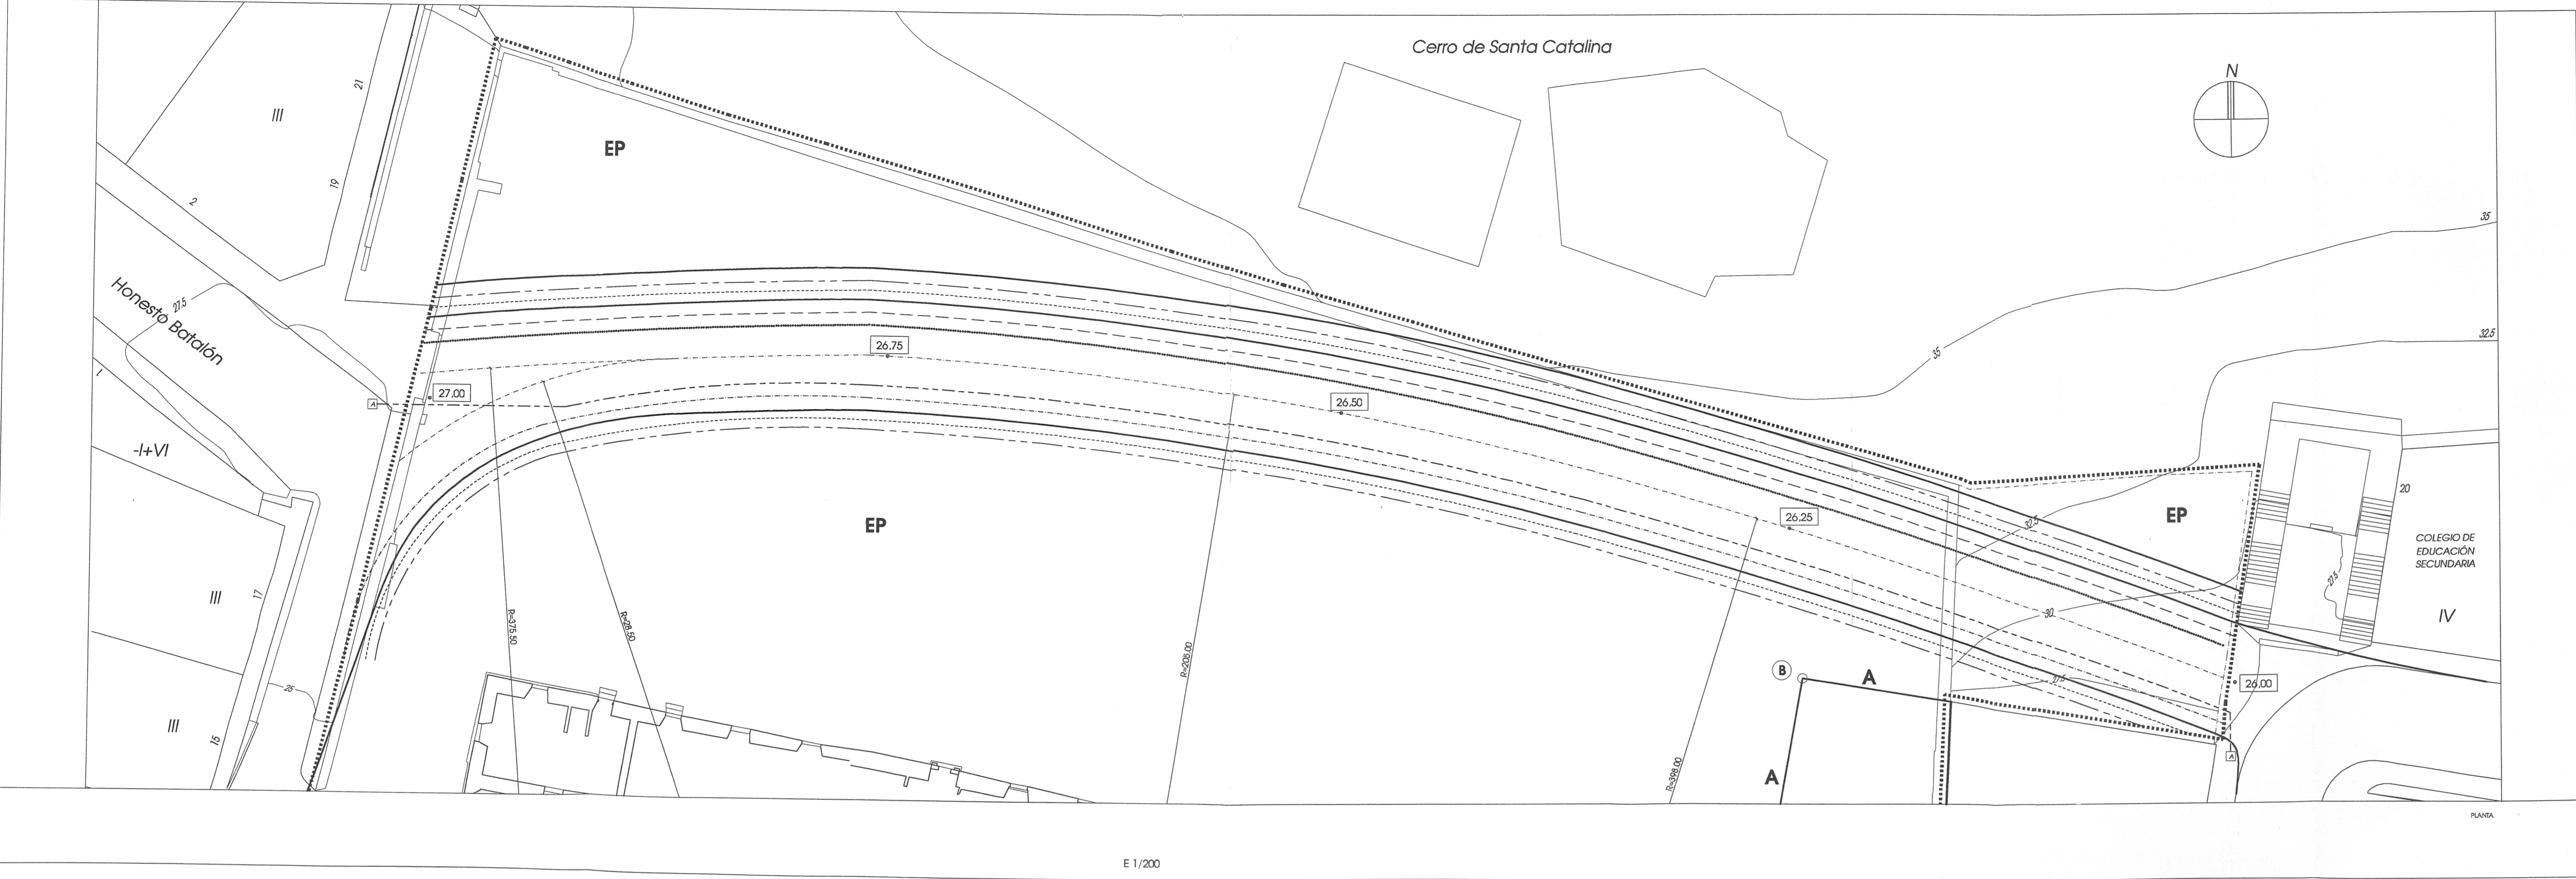 Cerro de Santa Catalina
N
21
III
EP
19
2
35
Honesto Batalón
27,5
32.5
26,75
35
27,00
26,50
1
-I+VI
20
EP
26,25
EP
32.5
COLEGIO DE
EDUCACIÓN
SECUNDARIA
27,5
III
17
R=375.50
R=28.50
30
IV
R=205.00
B
A
27,5
26,00
25
III
15
R=398.00
A
A
A
PLANTA
E 1/200